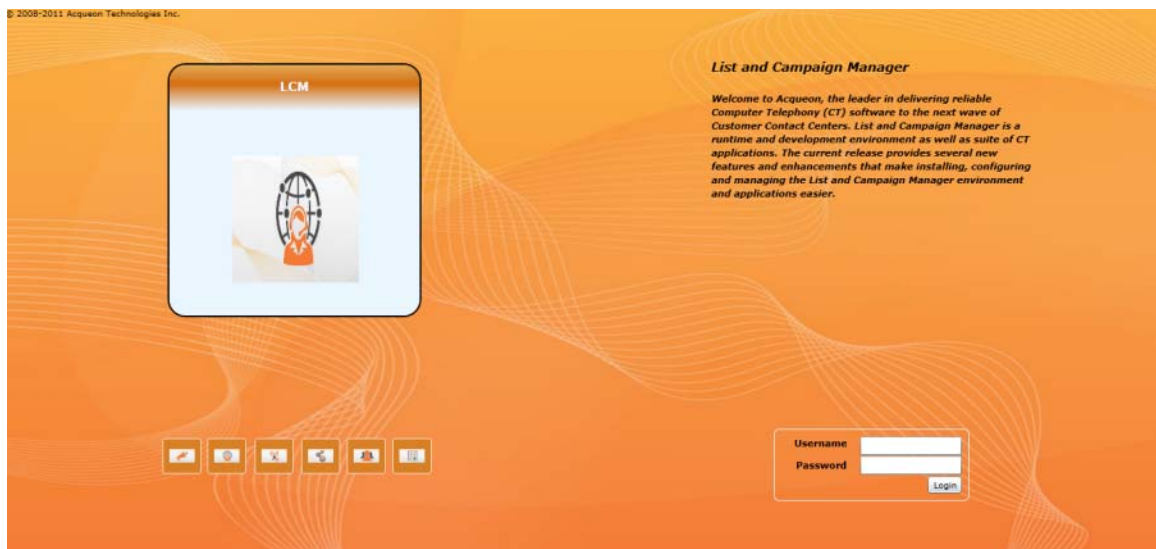 © 2008-2011 Acqueon Technologies Inc.
LCM
List and Campaign Manager
Welcome to Acqueon, the leader in delivering reliable
Computer Telephony (CT) software to the next wave of
Customer Contact Centers. List and Campaign Manager is a
runtime and development environment as well as suite of CT
applications. The current release provides several new
features and enhancements that make installing, configuring
and managing the List and Campaign Manager environment
and applications easier.
Username
Password
Login